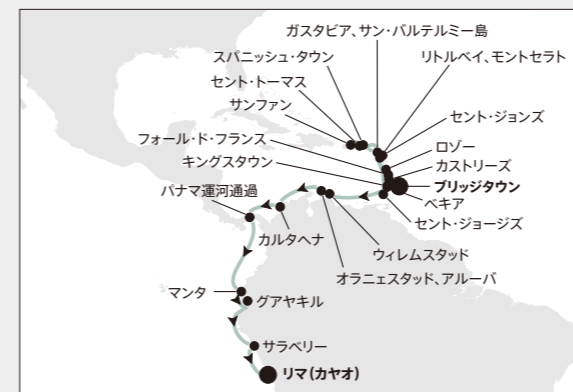 ガスタビア、サン・バルテルミー島
スパニッシュ・タウン
リトルベイ、モントセラト
セント・トーマス
サンファン
セント・ジョンズ
フォール・ド・フランス
ロゾー
キングスタウン
カストリーズ
ブリッジタウン
パナマ運河通過
ベキア
セント・ジョージズ
カルタヘナ
ウィレムスタッド
オラニェスタッド、アルーバ
マンタ
グアヤキル
サラベリー
リマ（カヤオ）